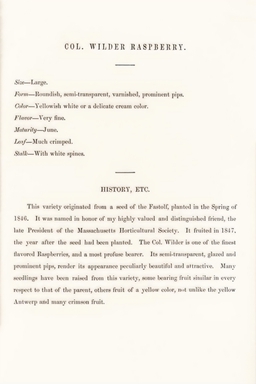 COL. WILDER RASPBERRY.
Size—Large.
Form—Roundish, semi-transparent, varnished, prominent pips.
Color—Yellowish white or a delicate cream color.
Flavor—Very fine.
Maturity—June.
Leaf—Much crimped.
Stalk—With white spines.
HISTORY, ETC.
This variety originated from a seed of the Fastolf, planted in the Spring of
1846. It was named in honor of my highly valued and distinguished friend, the
late President of the Massachusetts Horticultural Society. It fruited in 1847,
the year after the seed had been planted. The Col. Wilder is one of the finest
flavored Raspberries, and a most profuse bearer. Its semi-transparent, glazed and
prominent pips, render its appearance peculiarly beautiful and attractive. Many
seedlings have been raised from this variety, some bearing fruit similar in every
respect to that of the parent, others fruit of a yellow color, not unlike the yellow
Antwerp and many crimson fruit.